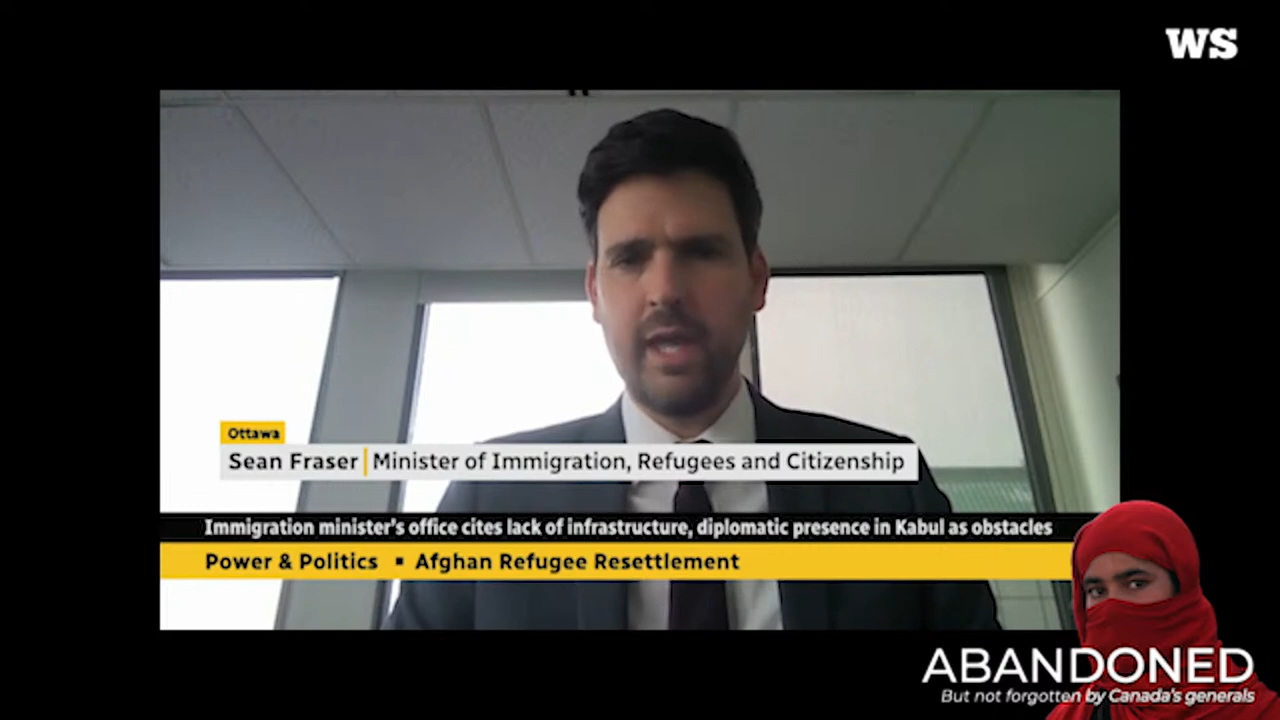 WS
Ottawa
Sean Fraser | Minister of Immigration, Refugees and Citizenship
Immigration minister's office cites lack of infrastructure, diplomatic presence in Kabul as obstacles
Power & Politics ▪ Afghan Refugee Resettlement
ABANDONED
But not forgotten by Canada's generals